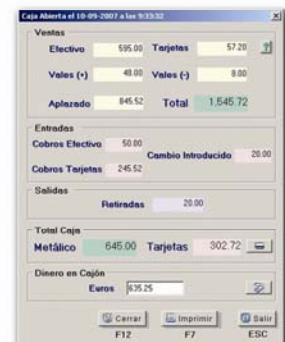 Caja Abierta el 10-09-2007 a las 9:33:32
Ventas
Efectivo 595.00 Tarjetas 57.20
Vales (+) 48.00 Vales (-) 8.00
Aplazado 845.52 Total 1,545.72
Entradas
Cobros Efectivo 50.00
Cambio Introducido 20.00
Cobros Tarjetas 245.52
Salidas
Retiradas 20.00
Total Caja
Metálico 645.00 Tarjetas 302.72
Dinero en Cajón
Euros 635.25
Cerrar Imprimir Salir
F12 F7 ESC